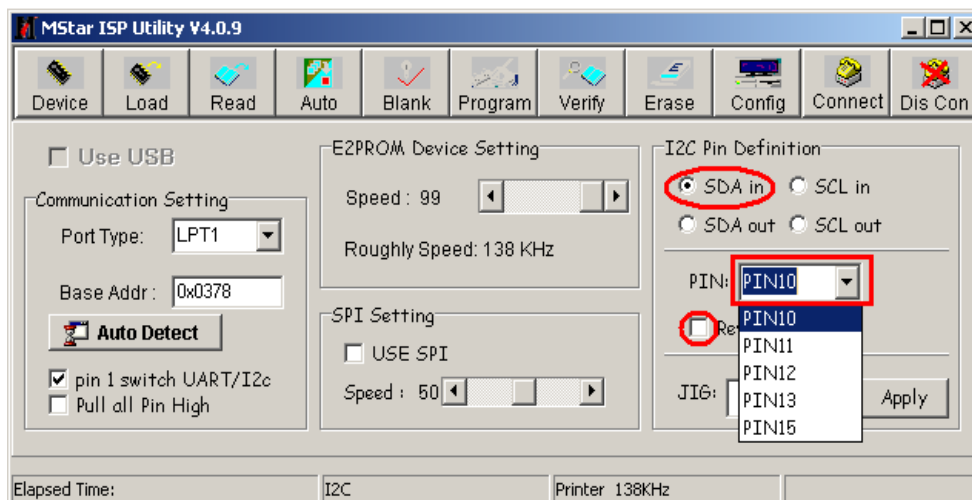 MStar ISP Utility V4.0.9
Device Load Read Auto Blank Program Verify Erase Config Connect Dis Con
Use USB
Communication Setting
Port Type: LPT1
Base Addr : 0x0378
Auto Detect
pin 1 switch UART/I2c
Pull all Pin High
E2PROM Device Setting
Speed : 99
Roughly Speed: 138 KHz
SPI Setting
USE SPI
Speed : 50
I2C Pin Definition
SDA in SCL in
SDA out SCL out
PIN: PIN10
PIN10
PIN11
PIN12
PIN13
PIN15
JIG:
Apply
Elapsed Time: I2C Printer 138KHz